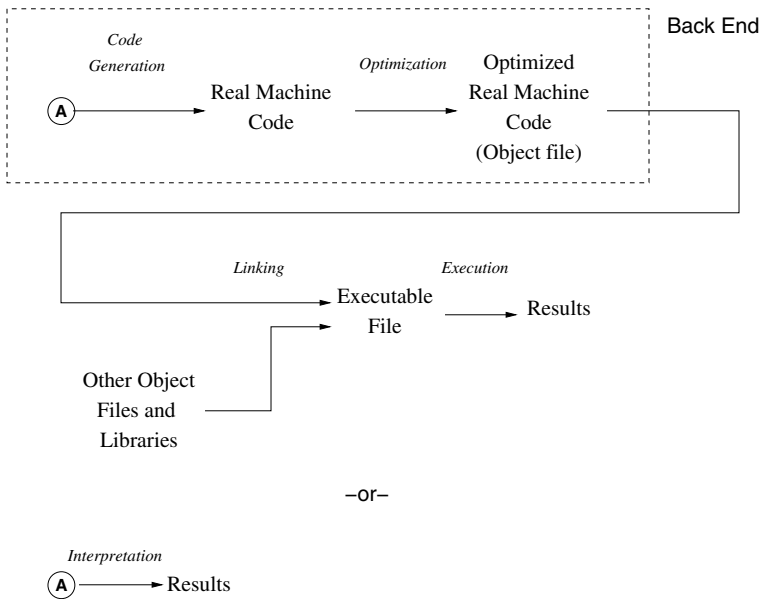 Back End
Code
Generation
Optimization
A
Real Machine
Code
Optimized
Real Machine
Code
(Object file)
Linking
Execution
Executable
File
Results
Other Object
Files and
Libraries
–or–
Interpretation
A
Results